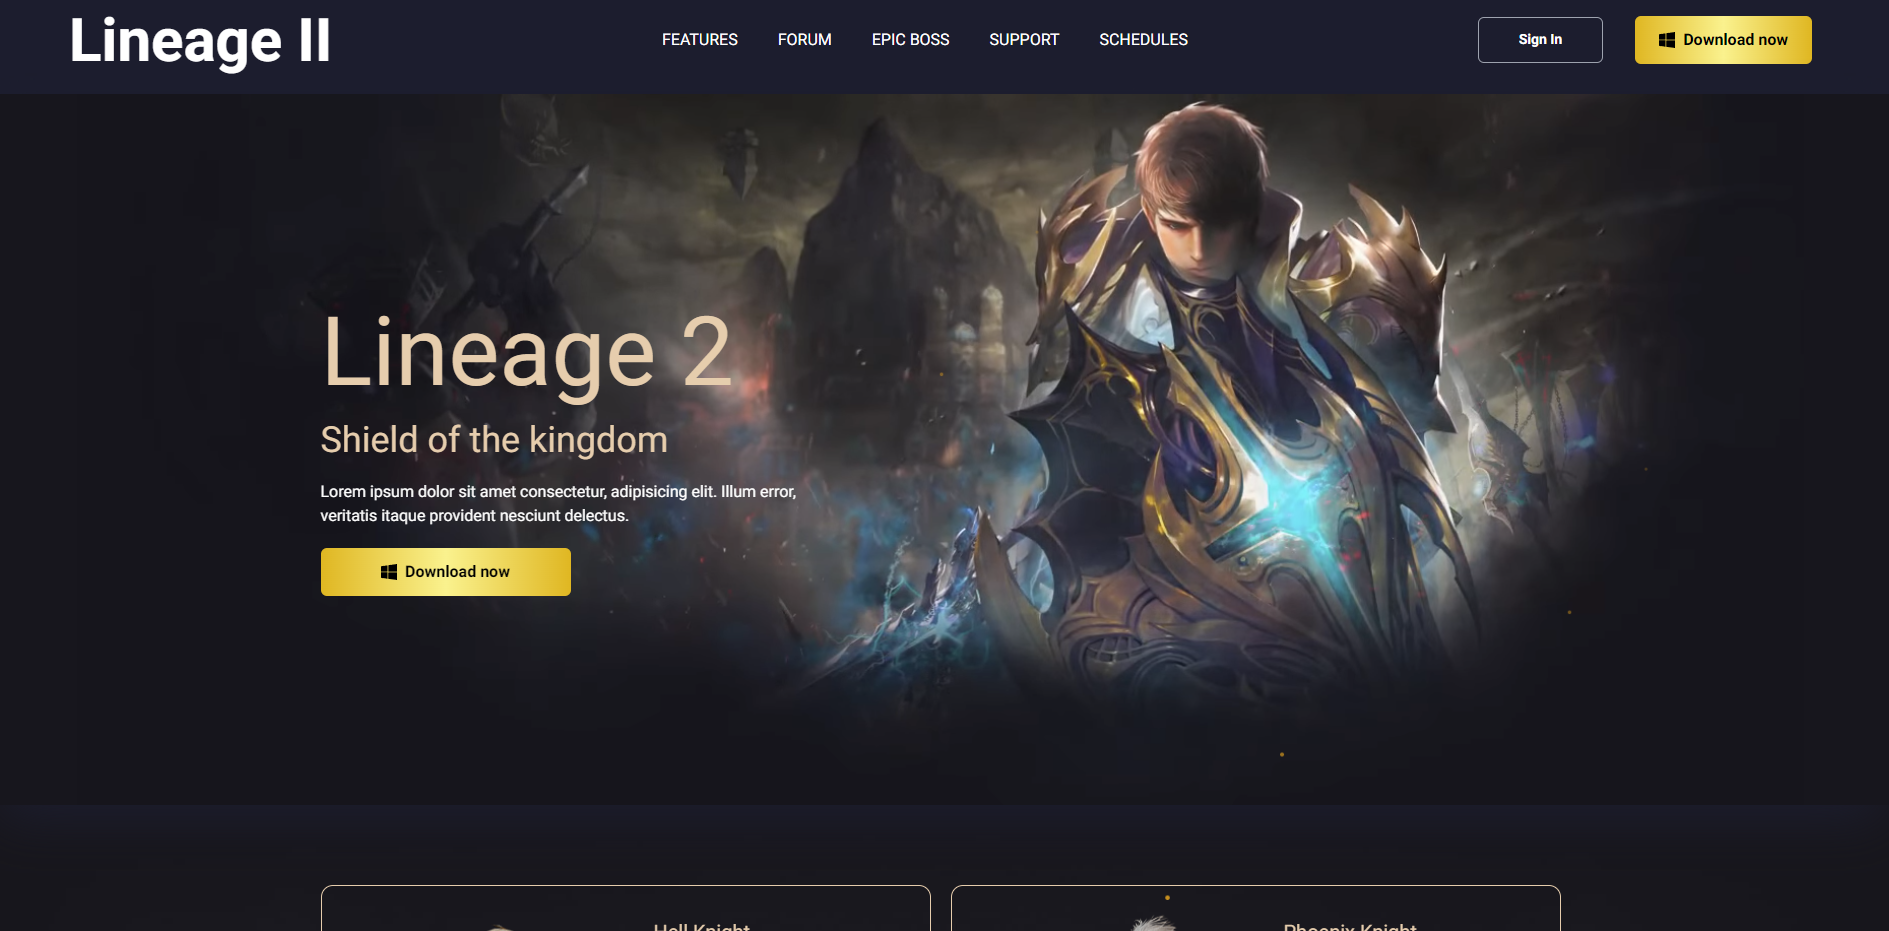 Lineage II
FEATURES
FORUM
EPIC BOSS
SUPPORT
SCHEDULES
Sign In
Download now
Lineage 2
Shield of the kingdom
Lorem ipsum dolor sit amet consectetur, adipisicing elit. Illum error,
veritatis itaque provident nesciunt delectus.
Download now
Hell Knight
Phoenix Knight